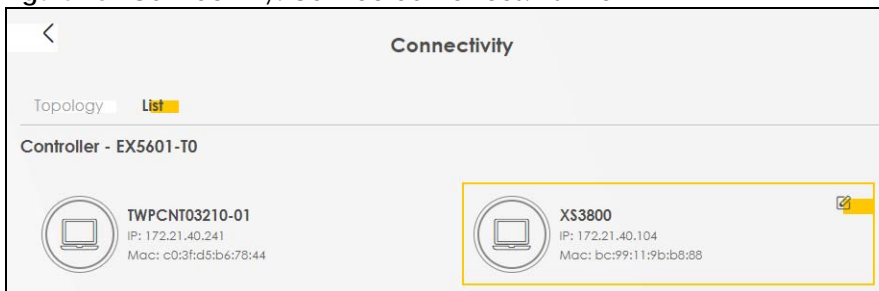 Connectivity
Topology List
Controller - EX5601-T0
TWPCNT03210-01
IP: 172.21.40.241
Mac: c0:3f:d5:b6:78:44
XS3800
IP: 172.21.40.104
Mac: bc:99:11:9b:b8:88